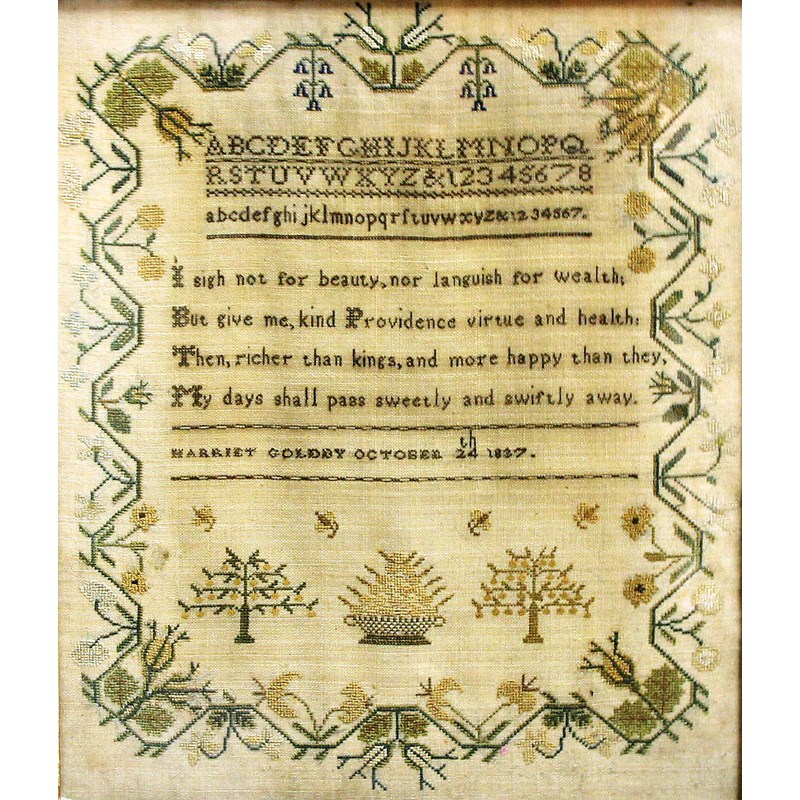 ABCDEFGHIJKLMNOPQ
RSTUVWXYZ&12345678
abcdefghijklmnopqrſtuvwxyz&1234567.
I sigh not for beauty, nor languish for wealth;
But give me, kind Providence virtue and health:
Then, richer than kings, and more happy than they,
My days shall pass sweetly and swiftly away.
HARRIET GOLDBY OCTOBER 24th 1827.